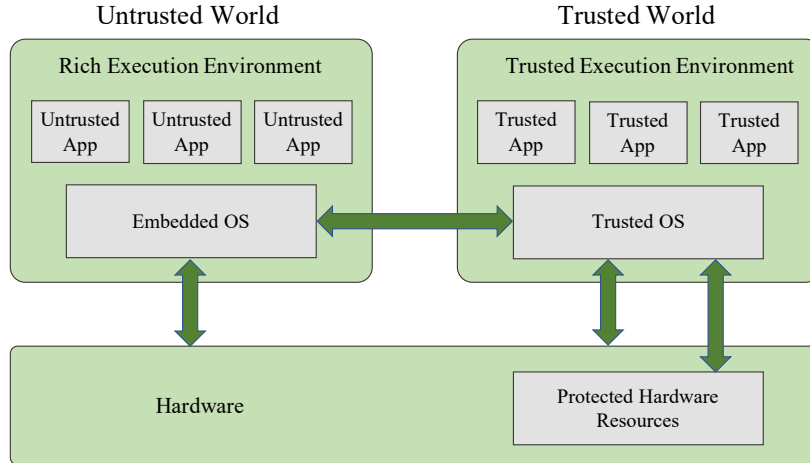 Untrusted World
Trusted World
Rich Execution Environment
Untrusted
App
Untrusted
App
Untrusted
App
Embedded OS
Trusted Execution Environment
Trusted
App
Trusted
App
Trusted
App
Trusted OS
Hardware
Protected Hardware
Resources